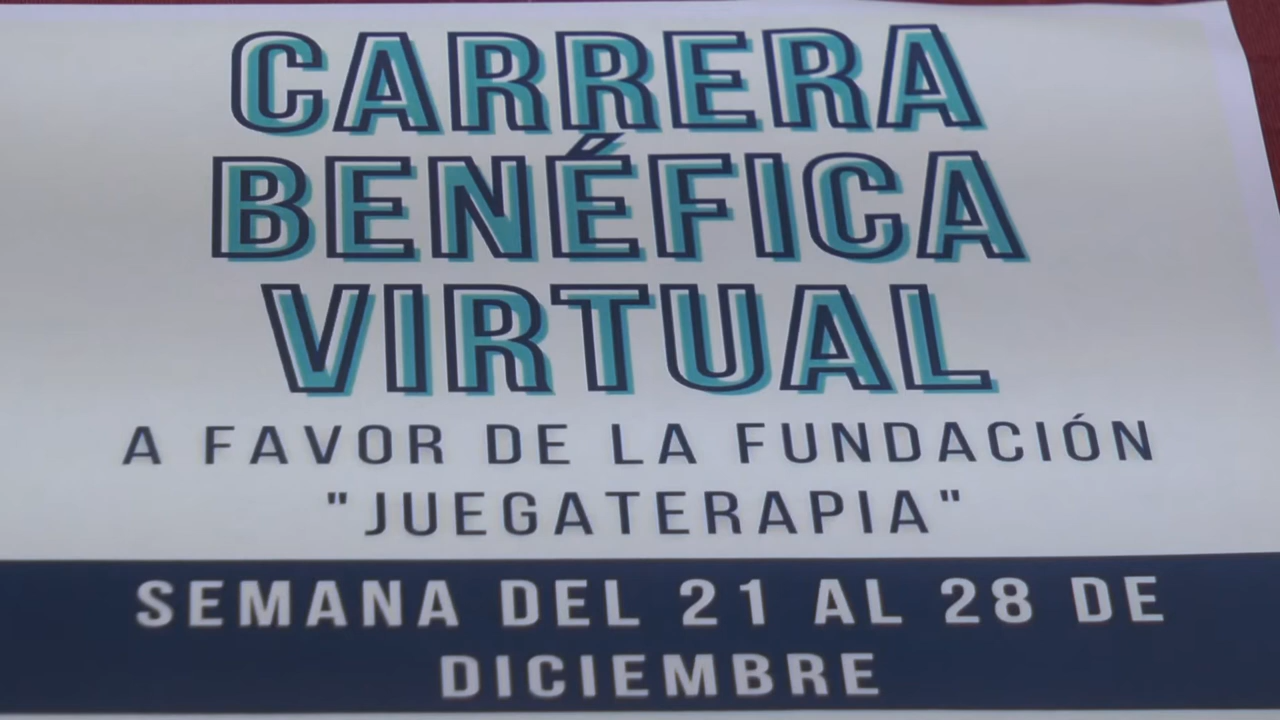 CARRERA
BENÉFICA
VIRTUAL
A FAVOR DE LA FUNDACIÓN
"JUEGATERAPIA"
SEMANA DEL 21 AL 28 DE
DICIEMBRE